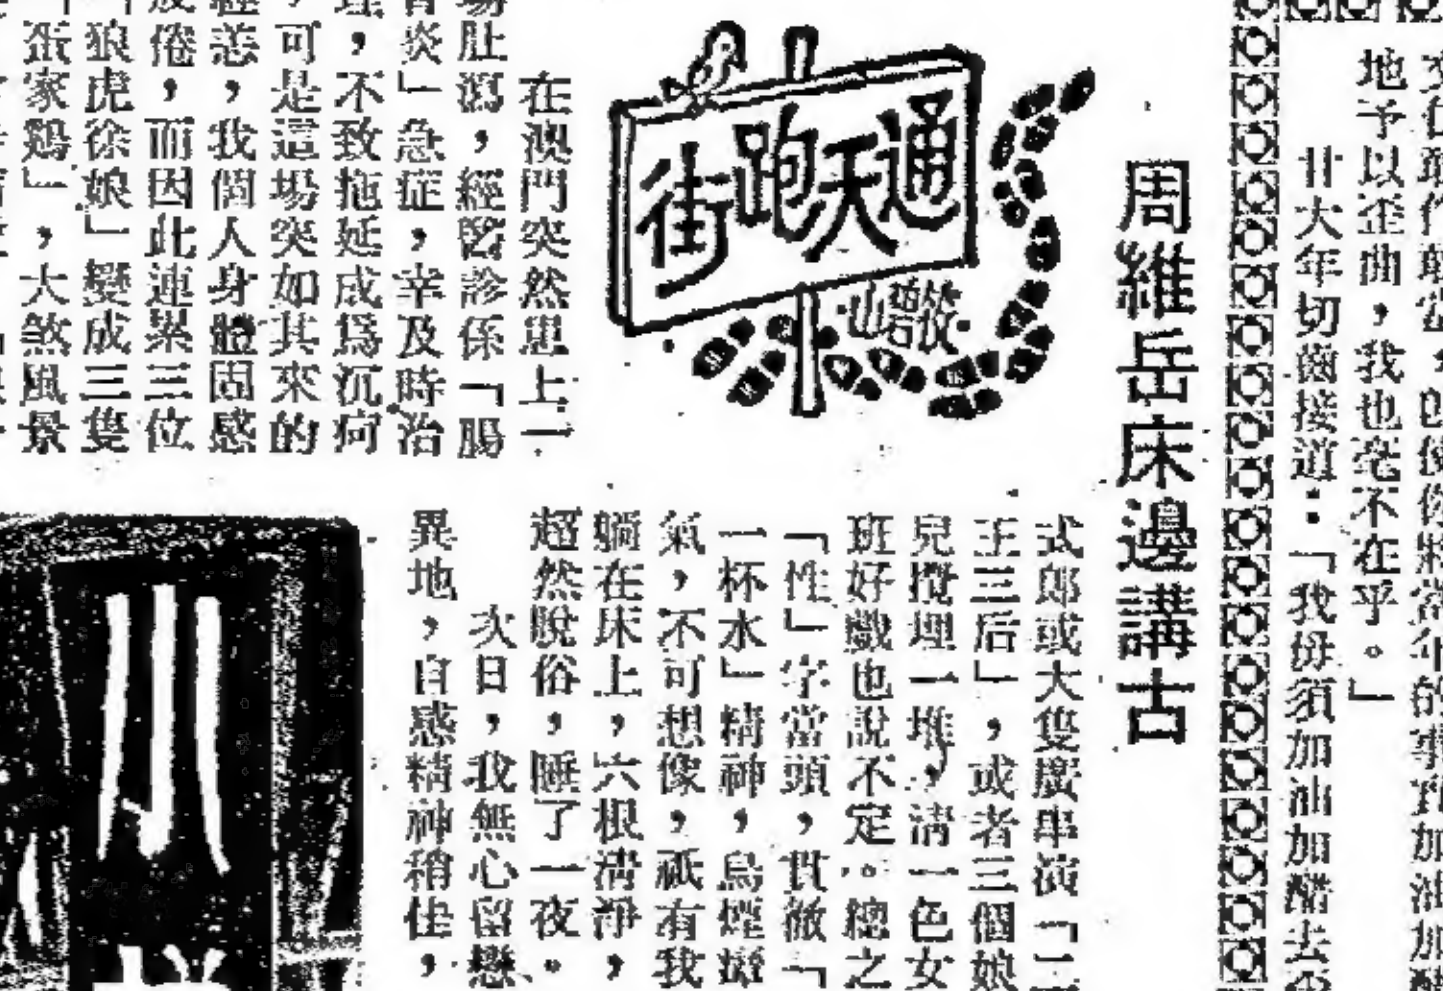 地予以歪曲，我也毫不在乎。」
廿大年切齒接道：「我毋須加油加醋去
周維岳床邊講古
通天跑街
在澳門突然患上一
場肚瀉，經醫診係「腸
炎」急症，幸及時治
，不致拖延成爲沉疴
，可是這場突如其來的
，我個人身體固感
倦，而因此連累三位
「狼虎徐娘」變成三隻
蛋家鷄」，大煞風景
式郎或大隻廣串演「二
王三后」，或者三個娘
兒攪埋一堆，清一色女
班好戲也說不定。總之
「性」字當頭，貫徹「
一杯水」精神，烏煙瘴
氣，不可想像，祇有我
躺在床上，六根清淨，
超然脫俗，睡了一夜。
次日，我無心留戀
異地，自感精神稍佳，